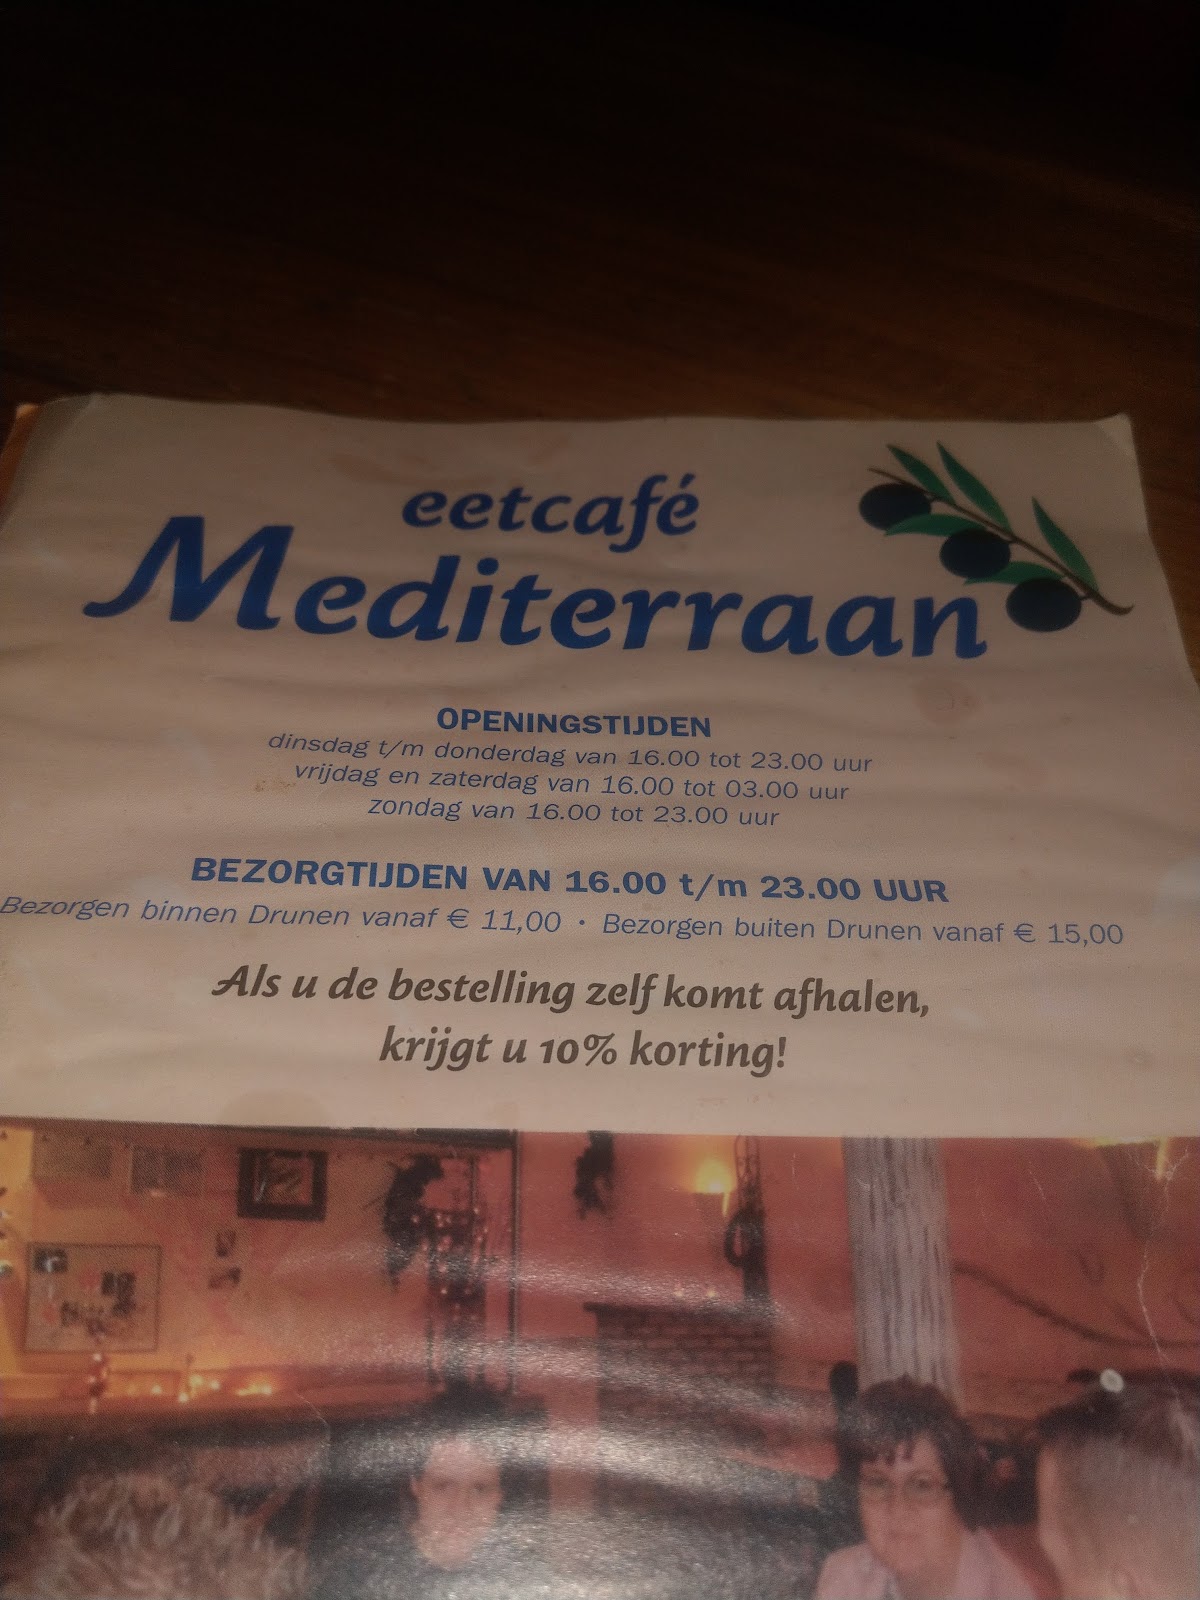 eetcafé
Mediterraan
OPENINGSTIJDEN
dinsdag t/m donderdag van 16.00 tot 23.00 uur
vrijdag en zaterdag van 16.00 tot 03.00 uur
zondag van 16.00 tot 23.00 uur
BEZORGTIJDEN VAN 16.00 t/m 23.00 UUR
Bezorgen binnen Drunen vanaf € 11,00 · Bezorgen buiten Drunen vanaf € 15,00
Als u de bestelling zelf komt afhalen,
krijgt u 10% korting!